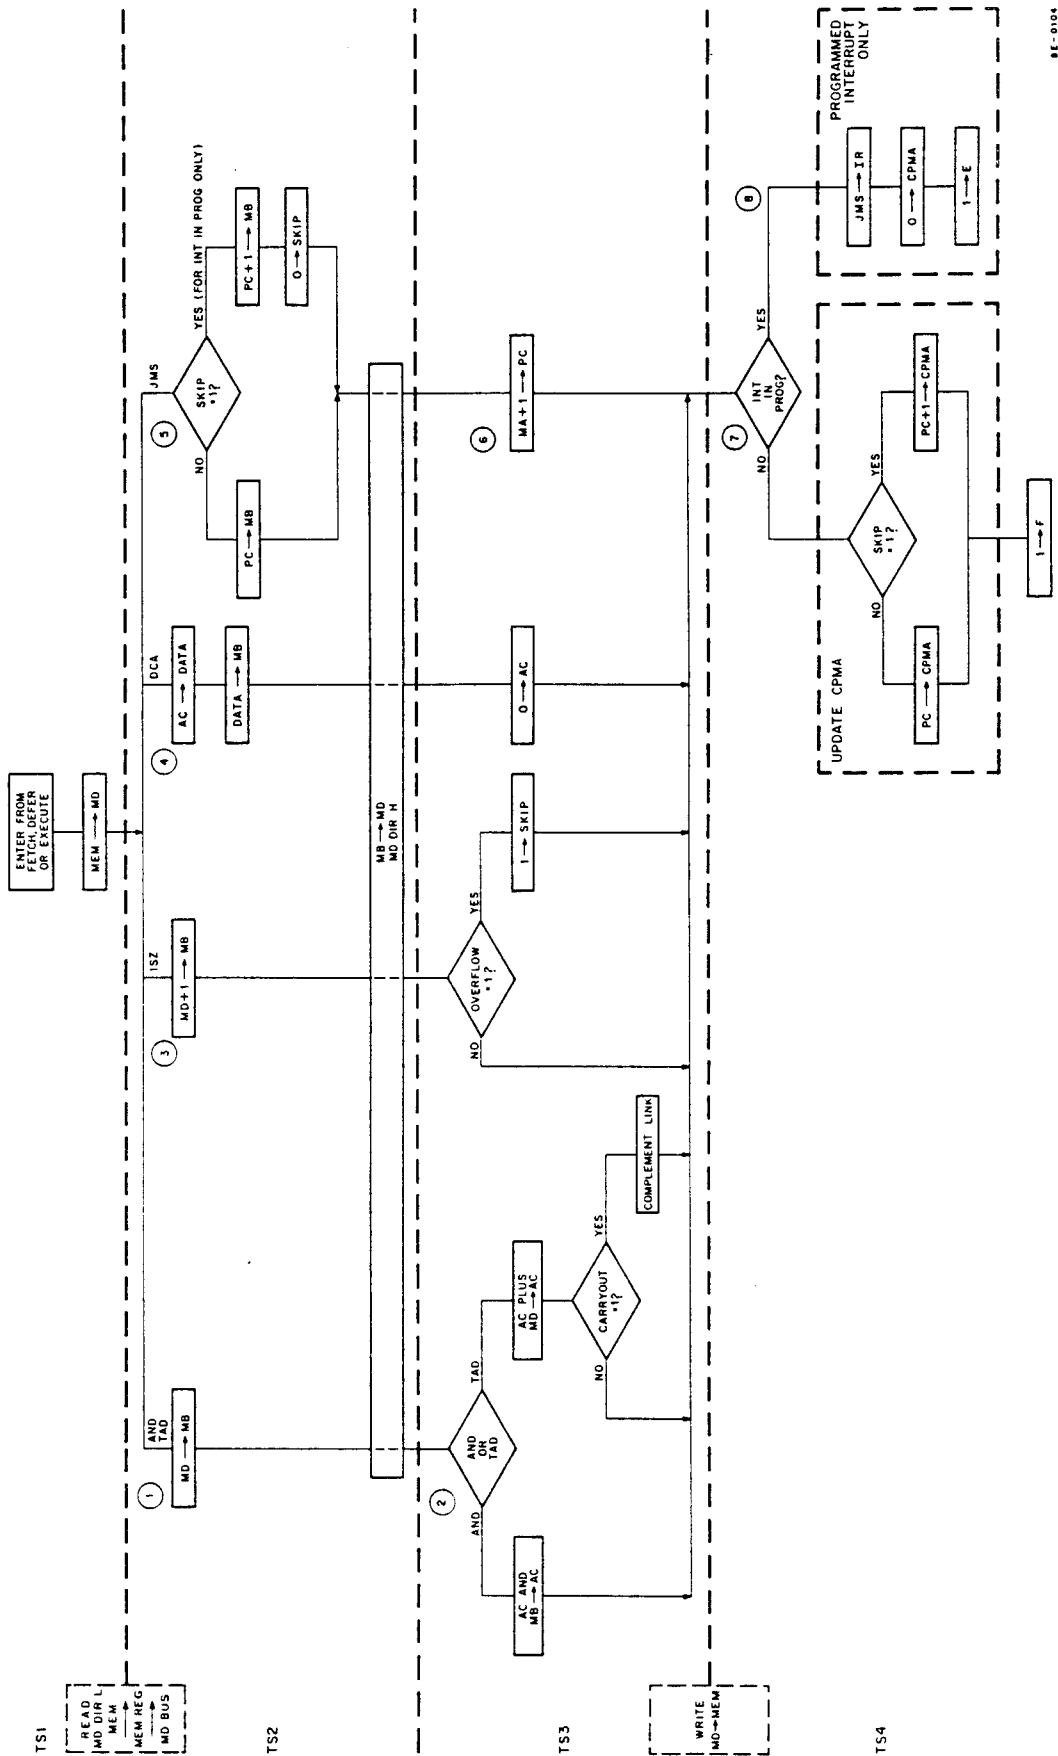 TS1
ENTER FROM
FETCH, DEFER
OR EXECUTE
MEM → MD
READ
MD DIR L
MEM
MEM REG
MD BUS
TS2
1
AND
TAD
MD → MB
3
ISZ
MD+1 → MB
4
DCA
AC → DATA
DATA → MB
5
JMS
SKIP
=1?
NO
YES (FOR INT IN PROG ONLY)
PC → MB
PC+1 → MB
0 → SKIP
MB → MD
MD DIR H
TS3
2
AND
OR
TAD
AND
TAD
AC AND
MB → AC
AC PLUS
MD → AC
CARRYOUT
=1?
NO
YES
COMPLEMENT LINK
OVERFLOW
=1?
NO
YES
1 → SKIP
0 → AC
6
MA+1 → PC
WRITE
MD→MEM
TS4
7
INT
IN
PROG?
NO
YES
8
UPDATE CPMA
SKIP
=1?
NO
YES
PC → CPMA
PC+1 → CPMA
1 → F
PROGRAMMED
INTERRUPT
ONLY
JMS → IR
0 → CPMA
1 → E
8E-0104